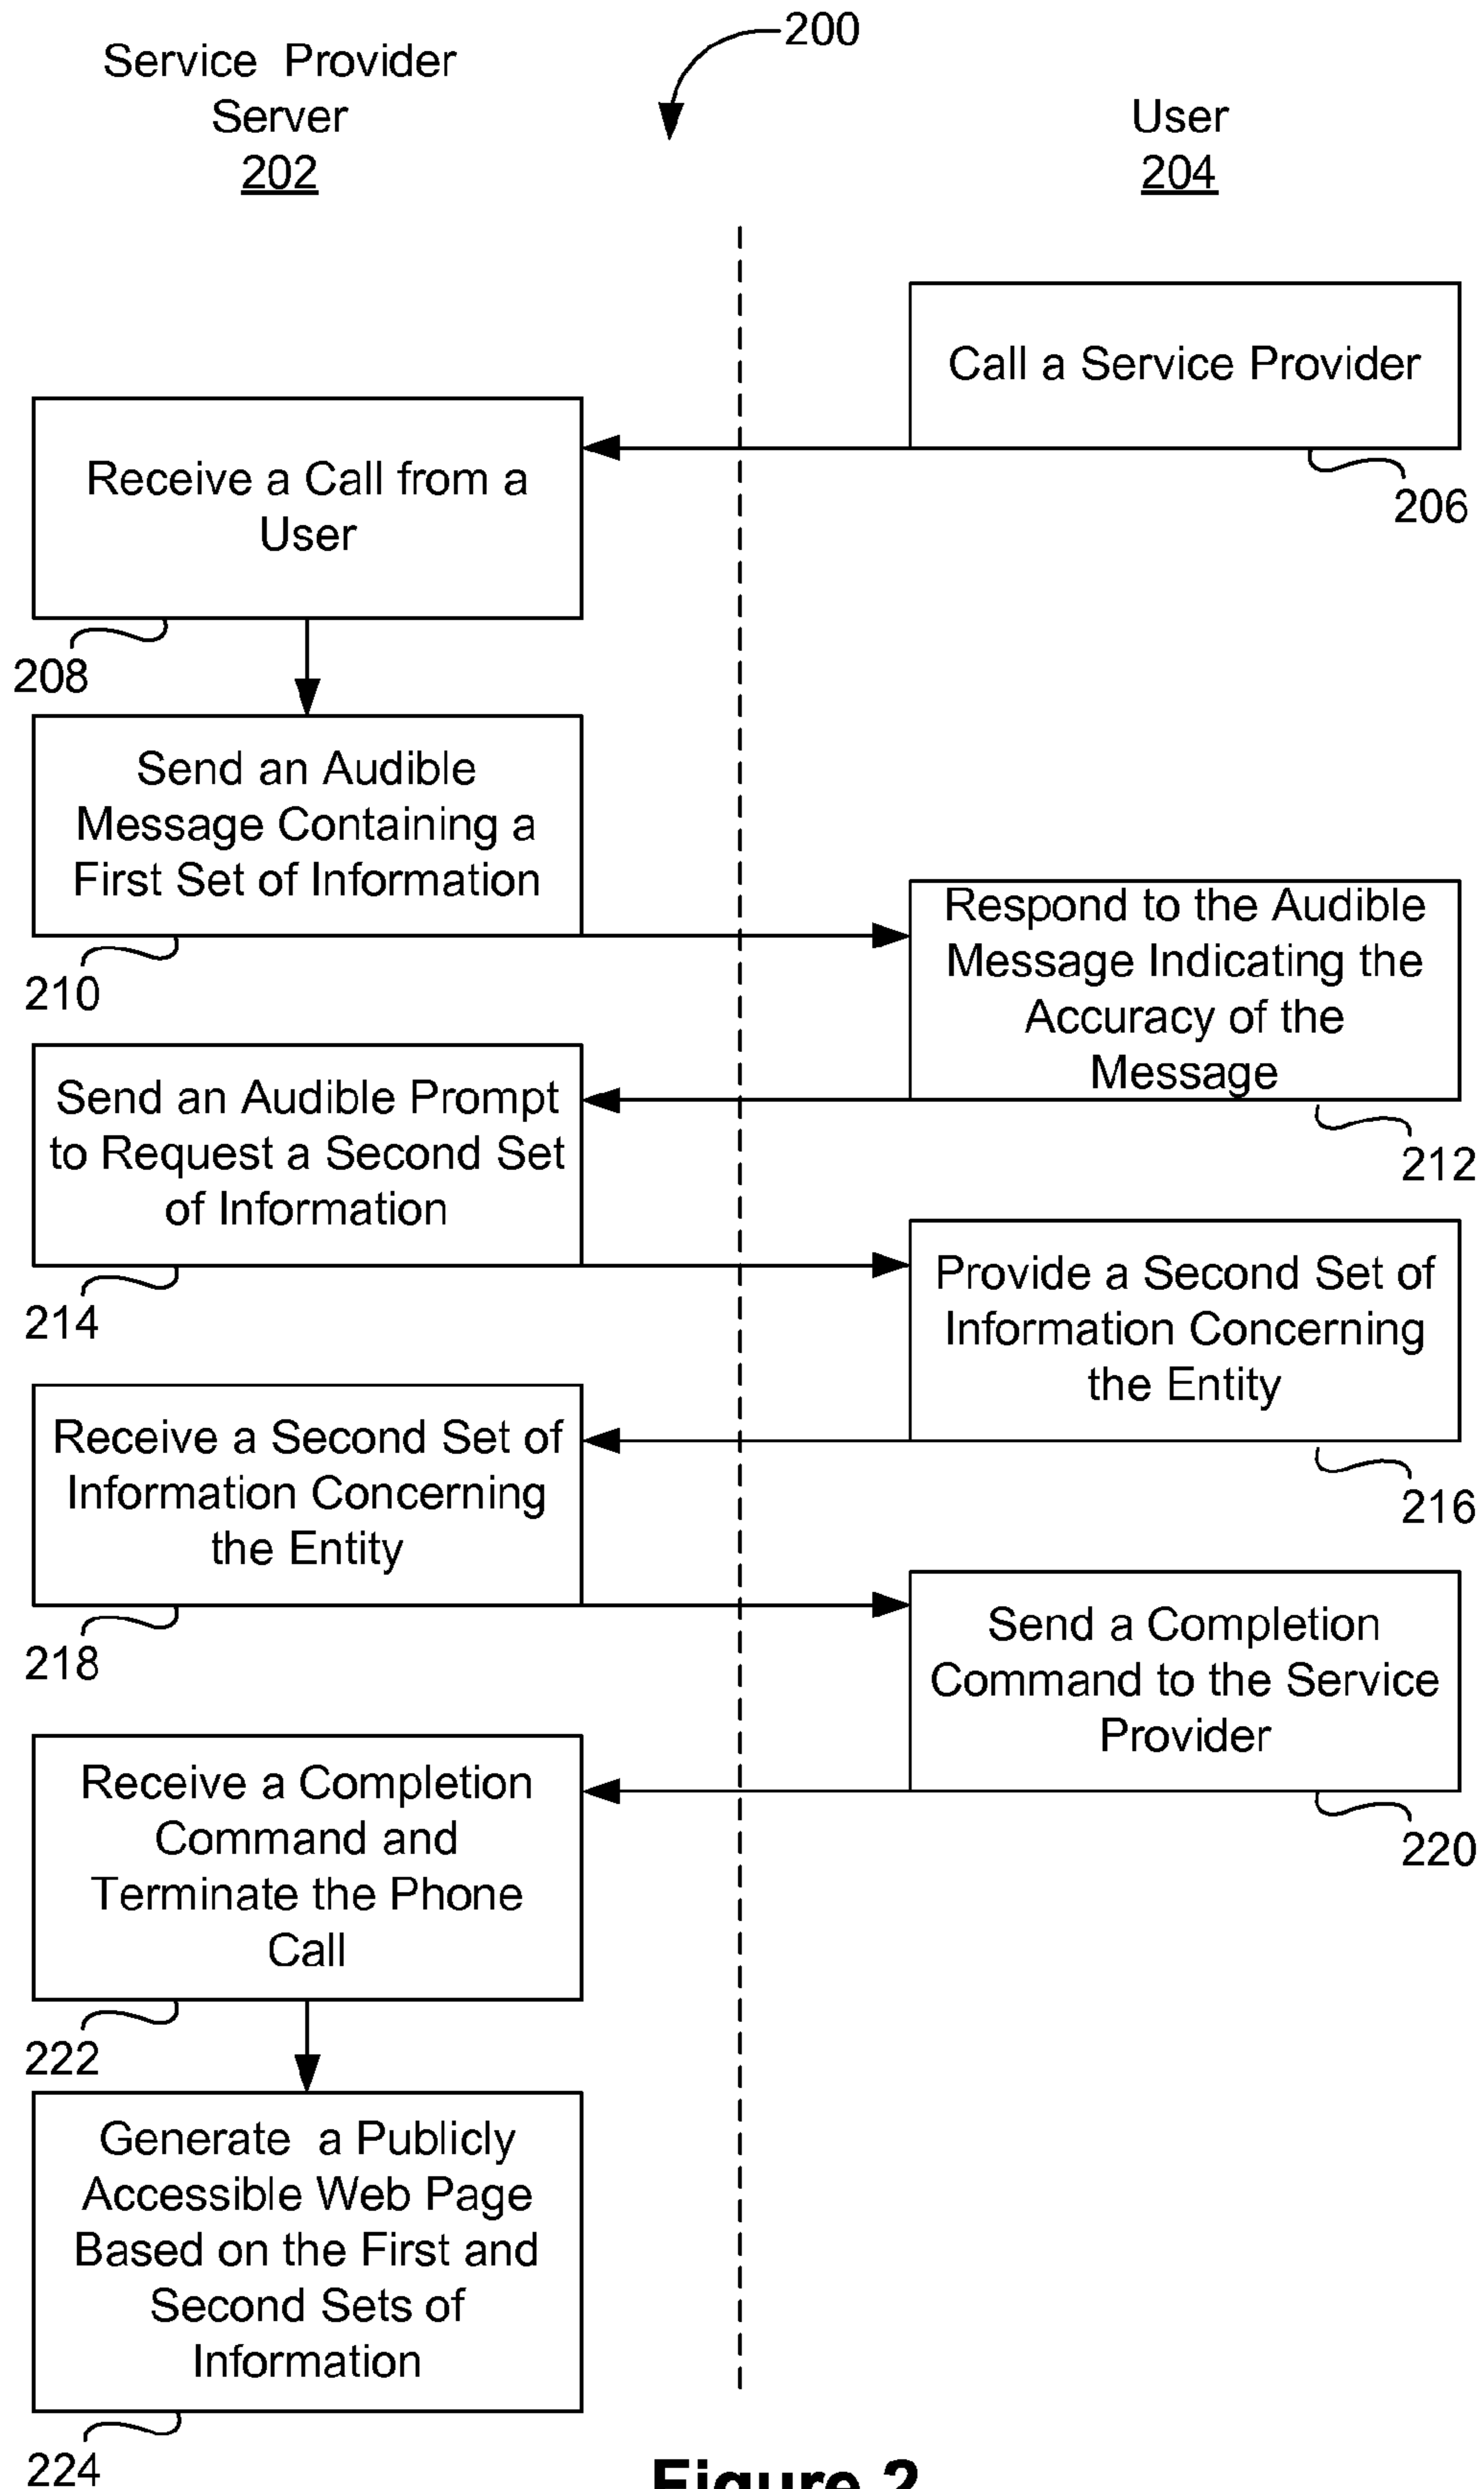 200
Service Provider
Server
202
User
204
Call a Service Provider
206
Receive a Call from a
User
208
Send an Audible
Message Containing a
First Set of Information
210
Respond to the Audible
Message Indicating the
Accuracy of the
Message
212
Send an Audible Prompt
to Request a Second Set
of Information
214
Provide a Second Set of
Information Concerning
the Entity
216
Receive a Second Set of
Information Concerning
the Entity
218
Send a Completion
Command to the Service
Provider
220
Receive a Completion
Command and
Terminate the Phone
Call
222
Generate a Publicly
Accessible Web Page
Based on the First and
Second Sets of
Information
224
Figure 2